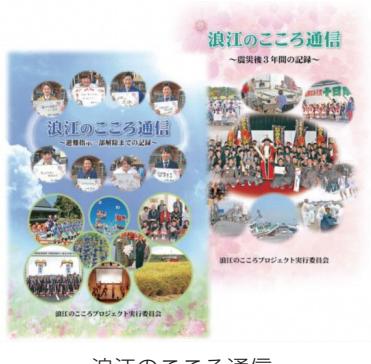 浪江のこころ通信
〜震災後3年間の記録〜
浪江のこころプロジェクト実行委員会
浪江のこころ通信
〜避難指示一部解除までの記録〜
浪江のこころプロジェクト実行委員会
浪江のこころ通信